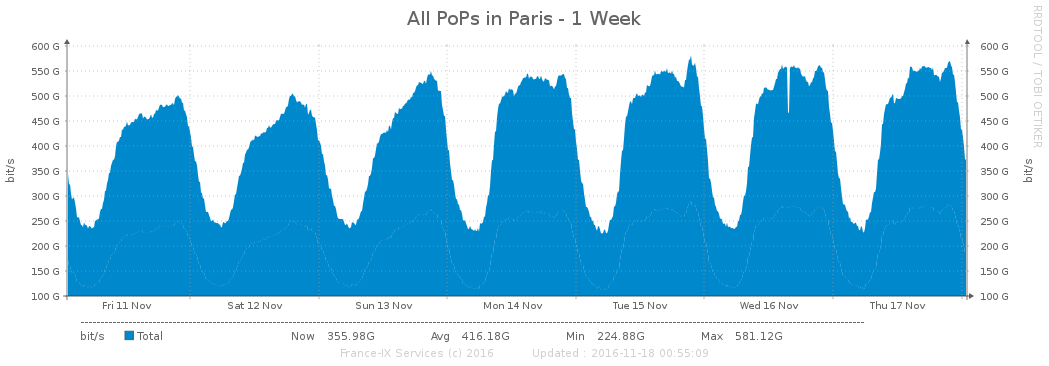 All PoPs in Paris - 1 Week
RRDTOOL / TOBI OETIKER
600 G 600 G
550 G 550 G
500 G 500 G
450 G 450 G
400 G 400 G
350 G 350 G
300 G 300 G
250 G 250 G
200 G 200 G
150 G 150 G
100 G 100 G
bit/s
bit/s
Fri 11 Nov Sat 12 Nov Sun 13 Nov Mon 14 Nov Tue 15 Nov Wed 16 Nov Thu 17 Nov
bit/s Total Now 355.98G Avg 416.18G Min 224.88G Max 581.12G
France-IX Services (c) 2016 Updated : 2016-11-18 00:55:09